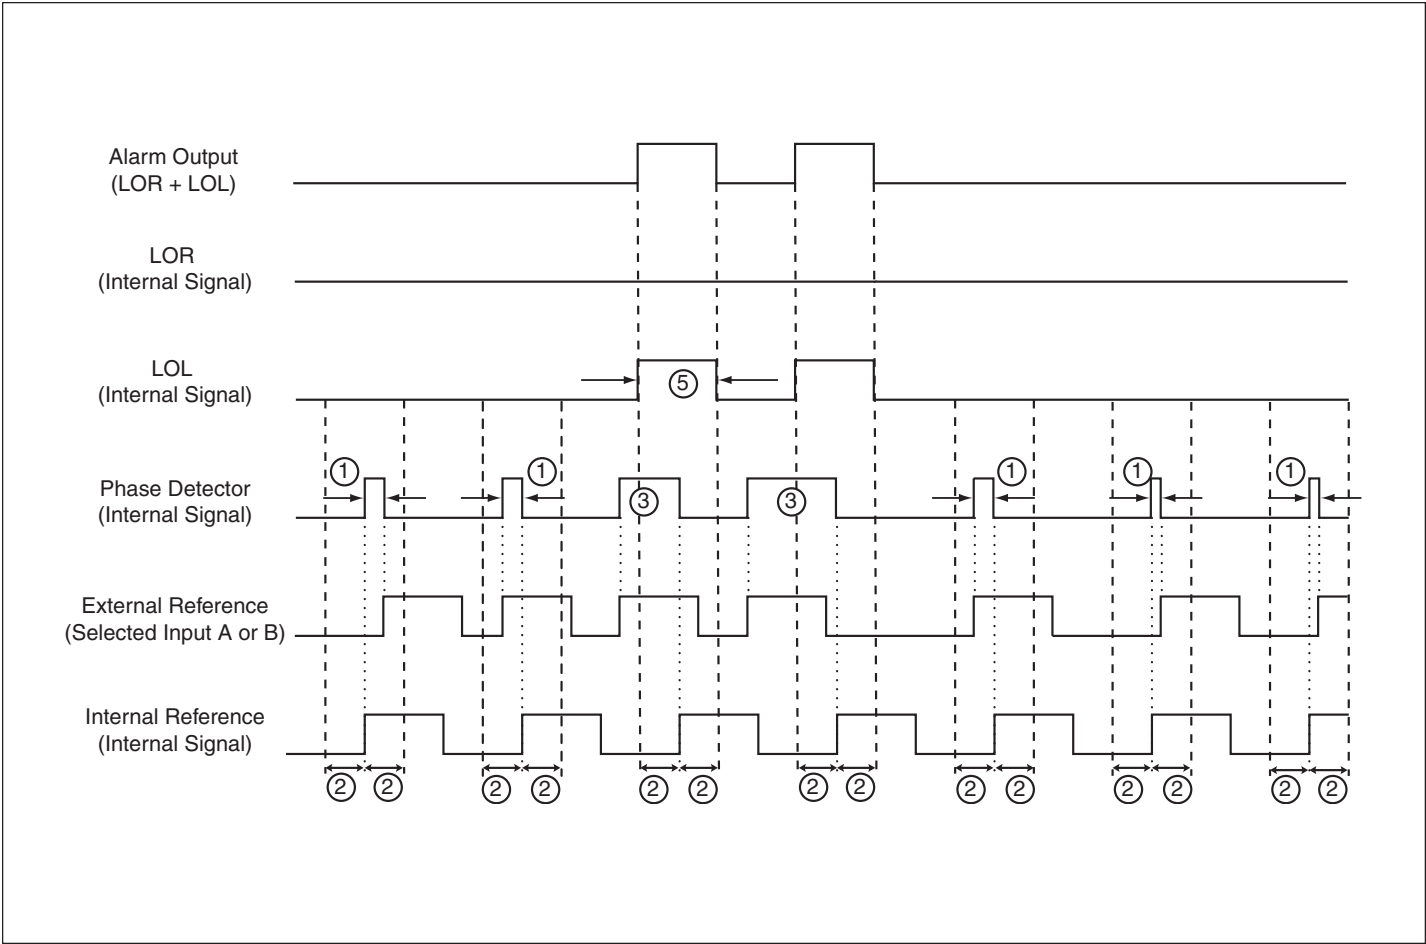 Alarm Output
(LOR + LOL)
LOR
(Internal Signal)
LOL
(Internal Signal)
5
Phase Detector
(Internal Signal)
1 1 3 3 1 1 1
External Reference
(Selected Input A or B)
Internal Reference
(Internal Signal)
2 2 2 2 2 2 2 2 2 2 2 2 2 2